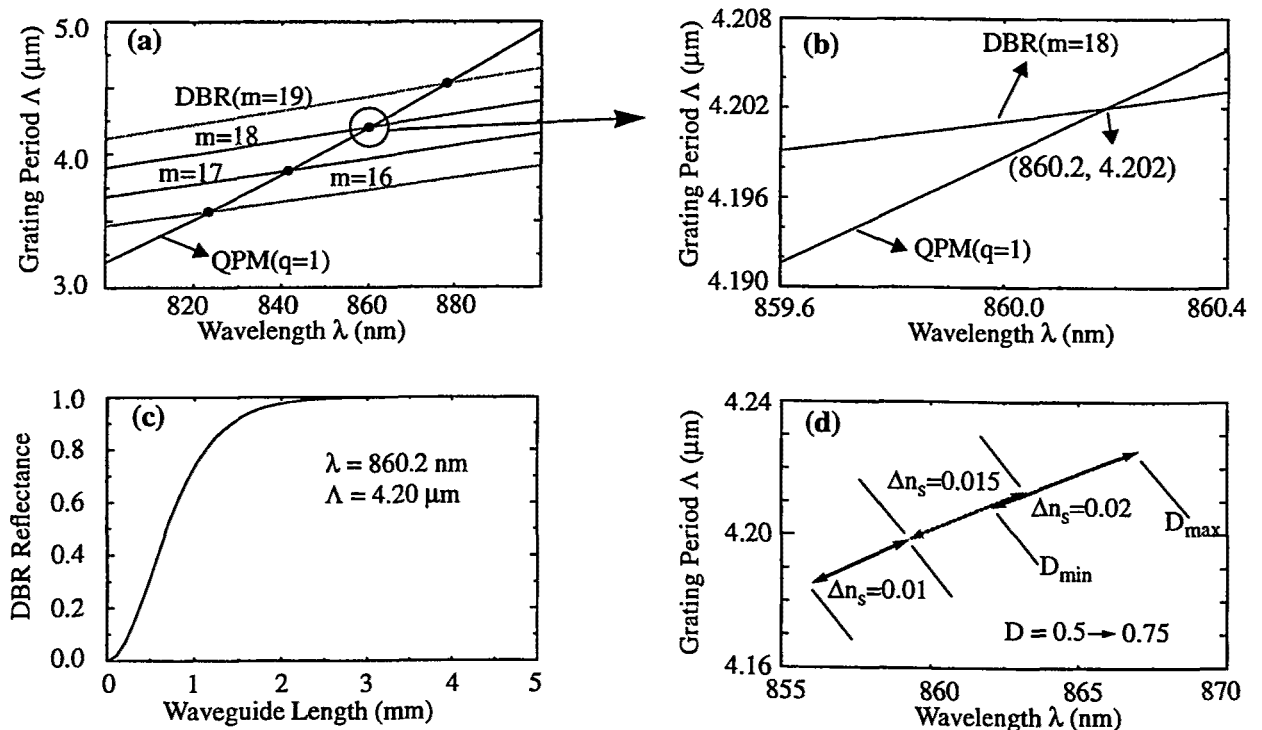 (a)
Grating Period Λ (μm)
5.0
4.0
3.0
DBR(m=19)
m=18
m=17
m=16
QPM(q=1)
820 840 860 880
Wavelength λ (nm)
(b)
Grating Period Λ (μm)
4.208
4.202
4.196
4.190
DBR(m=18)
(860.2, 4.202)
QPM(q=1)
859.6 860.0 860.4
Wavelength λ (nm)
(c)
DBR Reflectance
1.0
0.8
0.6
0.4
0.2
0.0
λ = 860.2 nm
Λ = 4.20 μm
0 1 2 3 4 5
Waveguide Length (mm)
(d)
Grating Period Λ (μm)
4.24
4.20
4.16
Δns=0.015
Δns=0.02
Dmax
Dmin
Δns=0.01
D = 0.5→0.75
855 860 865 870
Wavelength λ (nm)